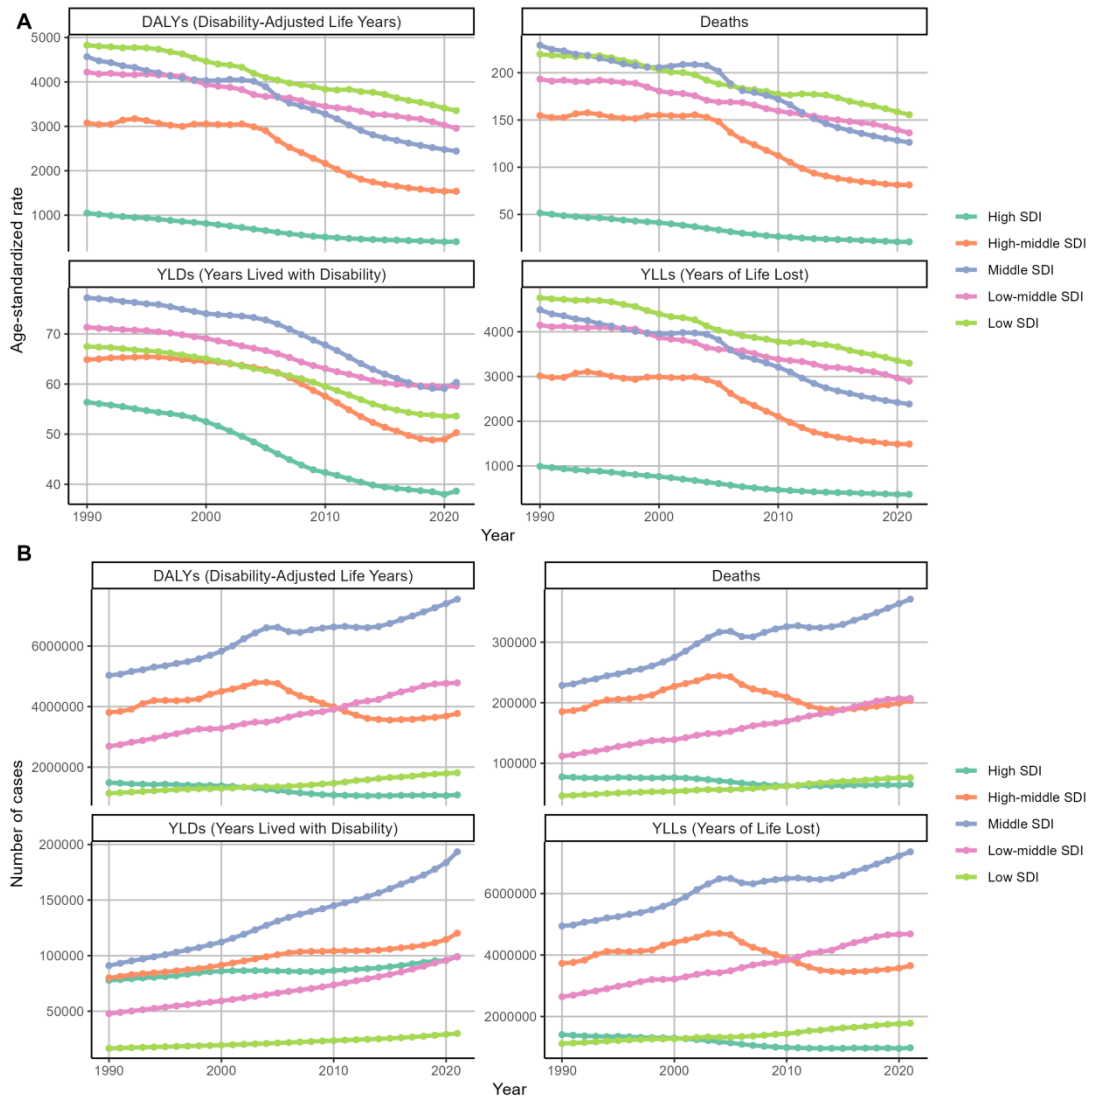 A
DALYs (Disability-Adjusted Life Years)
Deaths
5000
4000
3000
2000
1000
200
150
100
50
Age-standardized rate
YLDs (Years Lived with Disability)
YLLs (Years of Life Lost)
70
60
50
40
4000
3000
2000
1000
1990
2000
2010
2020
1990
2000
2010
2020
Year
High SDI
High-middle SDI
Middle SDI
Low-middle SDI
Low SDI
B
DALYs (Disability-Adjusted Life Years)
Deaths
6000000
4000000
2000000
300000
200000
100000
Number of cases
YLDs (Years Lived with Disability)
YLLs (Years of Life Lost)
200000
150000
100000
50000
6000000
4000000
2000000
1990
2000
2010
2020
1990
2000
2010
2020
Year
High SDI
High-middle SDI
Middle SDI
Low-middle SDI
Low SDI